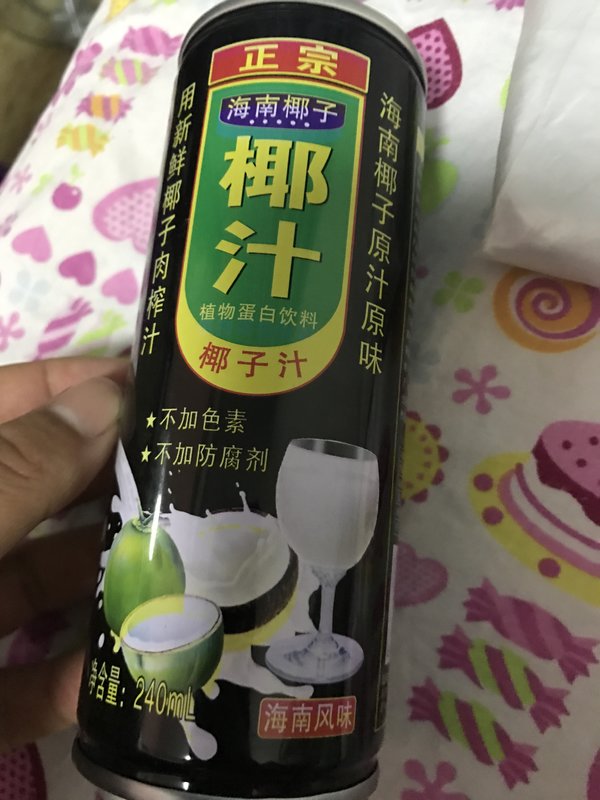 正宗
海南椰子
椰汁
植物蛋白饮料
椰子汁
用新鲜椰子肉榨汁
海南椰子原汁原味
★不加色素
★不加防腐剂
净含量：240mL
海南风味